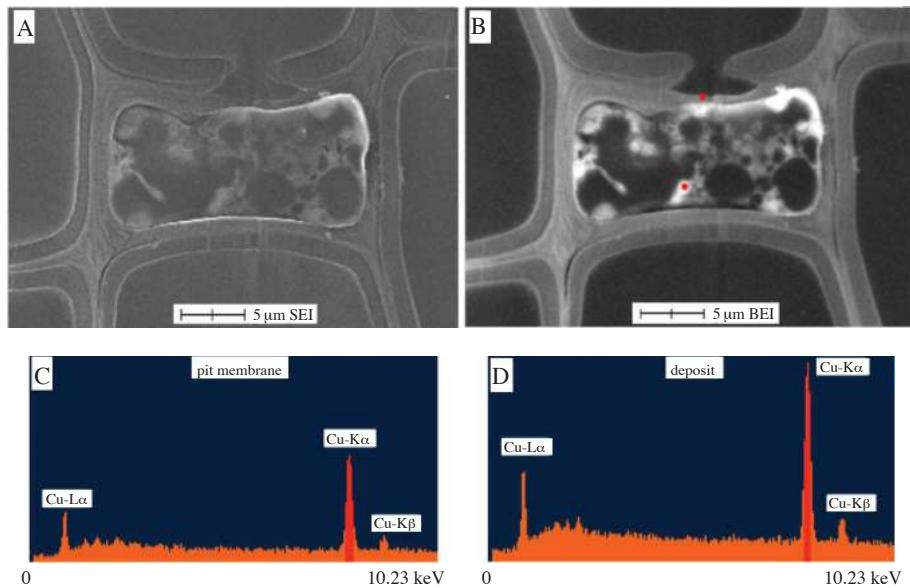 A
B
5 μm SEI
5 μm BEI
C
pit membrane
Cu-Kα
Cu-Lα
Cu-Kβ
0
10.23 keV
D
deposit
Cu-Kα
Cu-Lα
Cu-Kβ
0
10.23 keV